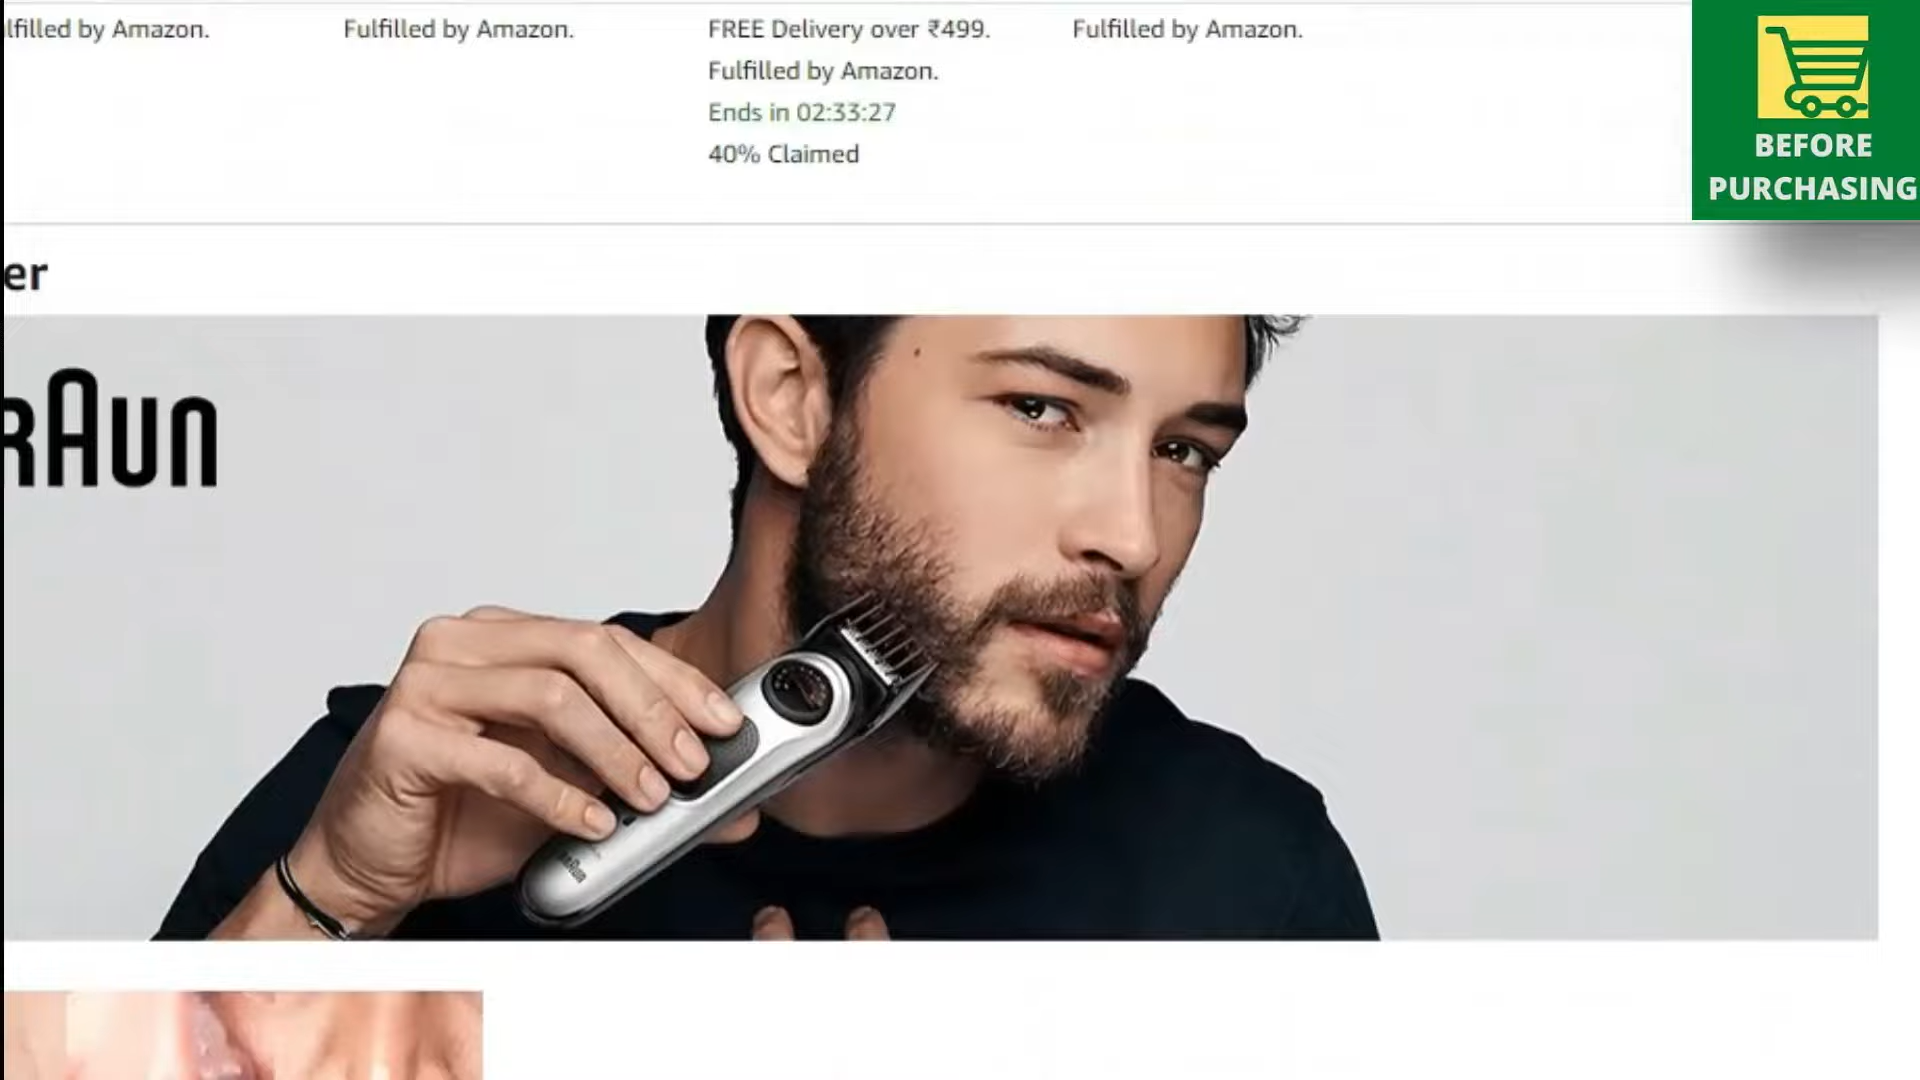 lfilled by Amazon.
Fulfilled by Amazon.
FREE Delivery over ₹499.
Fulfilled by Amazon.
Ends in 02:33:27
40% Claimed
Fulfilled by Amazon.
BEFORE
PURCHASING
er
RAUN
BRAUN